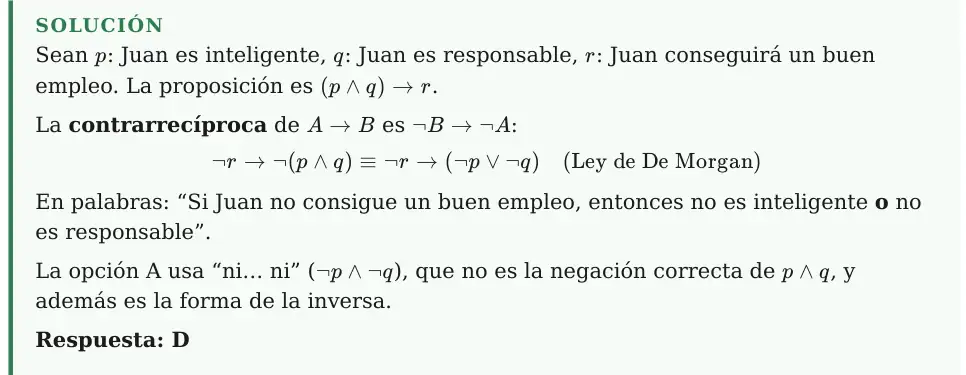 SOLUCIÓN
Sean p: Juan es inteligente, q: Juan es responsable, r: Juan conseguirá un buen
empleo. La proposición es (p ∧ q) → r.
La contrarrecíproca de A → B es ¬B → ¬A:
¬r → ¬(p ∧ q) ≡ ¬r → (¬p ∨ ¬q) (Ley de De Morgan)
En palabras: “Si Juan no consigue un buen empleo, entonces no es inteligente o no
es responsable”.
La opción A usa “ni… ni” (¬p ∧ ¬q), que no es la negación correcta de p ∧ q, y
además es la forma de la inversa.
Respuesta: D